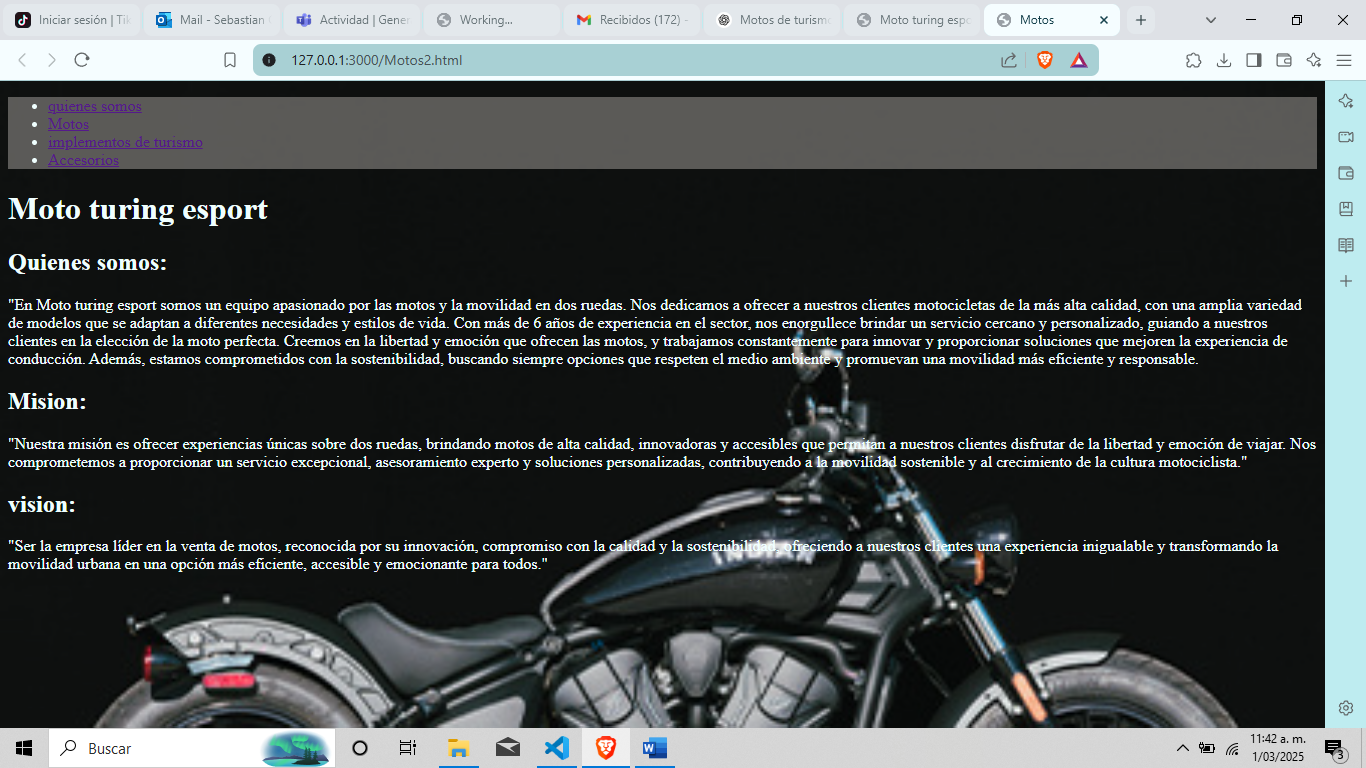 Iniciar sesión | Tik
Mail - Sebastian
Actividad | Gener
Working...
Recibidos (172) -
Motos de turismo
Moto turing espo
Motos
127.0.0.1:3000/Motos2.html
quienes somos
Motos
implementos de turismo
Accesorios
Moto turing esport
Quienes somos:
"En Moto turing esport somos un equipo apasionado por las motos y la movilidad en dos ruedas. Nos dedicamos a ofrecer a nuestros clientes motocicletas de la más alta calidad, con una amplia variedad
de modelos que se adaptan a diferentes necesidades y estilos de vida. Con más de 6 años de experiencia en el sector, nos enorgullece brindar un servicio cercano y personalizado, guiando a nuestros
clientes en la elección de la moto perfecta. Creemos en la libertad y emoción que ofrecen las motos, y trabajamos constantemente para innovar y proporcionar soluciones que mejoren la experiencia de
conducción. Además, estamos comprometidos con la sostenibilidad, buscando siempre opciones que respeten el medio ambiente y promuevan una movilidad más eficiente y responsable.
Mision:
"Nuestra misión es ofrecer experiencias únicas sobre dos ruedas, brindando motos de alta calidad, innovadoras y accesibles que permitan a nuestros clientes disfrutar de la libertad y emoción de viajar. Nos
comprometemos a proporcionar un servicio excepcional, asesoramiento experto y soluciones personalizadas, contribuyendo a la movilidad sostenible y al crecimiento de la cultura motociclista."
vision:
"Ser la empresa líder en la venta de motos, reconocida por su innovación, compromiso con la calidad y la sostenibilidad, ofreciendo a nuestros clientes una experiencia inigualable y transformando la
movilidad urbana en una opción más eficiente, accesible y emocionante para todos."
Buscar
11:42 a. m.
1/03/2025
3